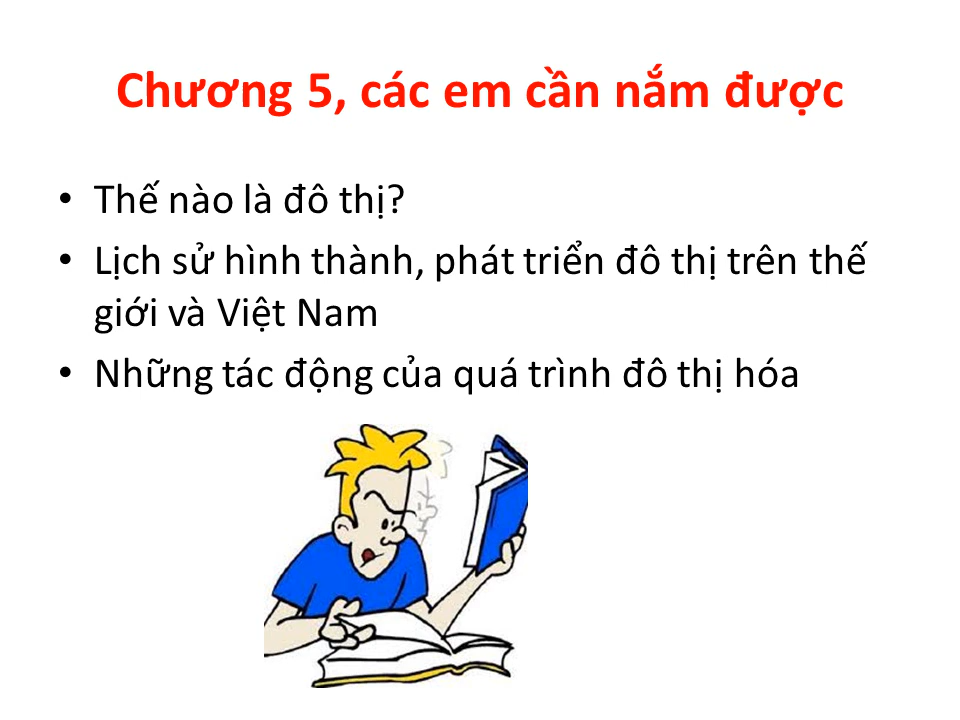 Chương 5, các em cần nắm được
• Thế nào là đô thị?
• Lịch sử hình thành, phát triển đô thị trên thế
giới và Việt Nam
• Những tác động của quá trình đô thị hóa